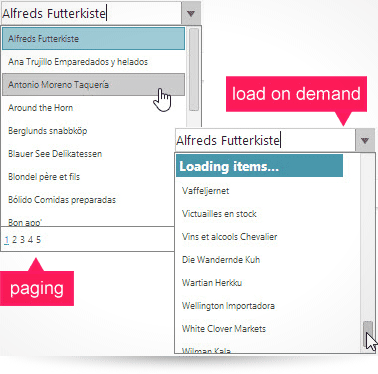 Alfreds Futterkiste
Alfreds Futterkiste
Ana Trujillo Emparedados y helados
Antonio Moreno Taquería
Around the Horn
Berglunds snabbköp
Blauer See Delikatessen
Blondel père et fils
Bólido Comidas preparadas
Bon app'
1 2 3 4 5
paging
load on demand
Alfreds Futterkiste
Loading items...
Vaffeljernet
Victuailles en stock
Vins et alcools Chevalier
Die Wandernde Kuh
Wartian Herkku
Wellington Importadora
White Clover Markets
Wilman Kala